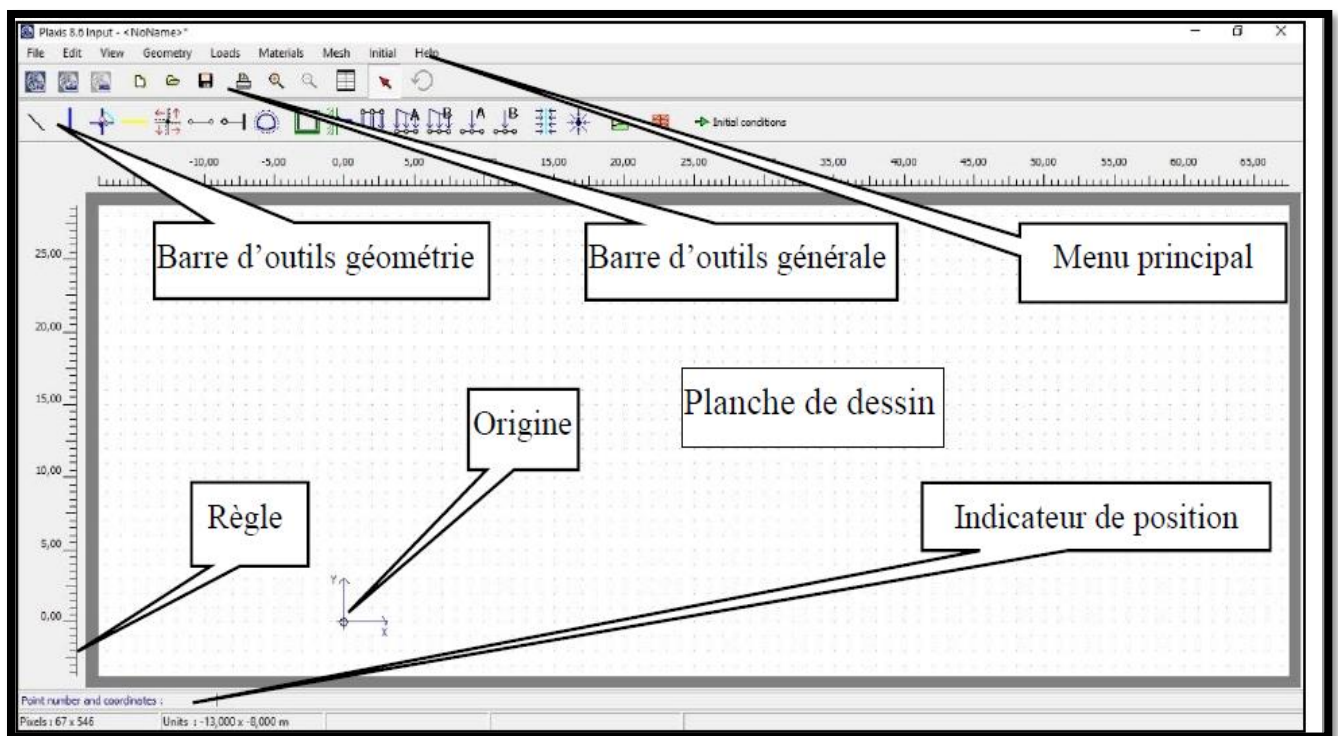 Plaxis 8.6 Input - <NoName>*
File Edit View Geometry Loads Materials Mesh Initial Help
A B A B Initial conditions
-10,00 -5,00 0,00 5,00 15,00 20,00 25,00 35,00 40,00 45,00 50,00 55,00 60,00 65,00
Barre d’outils géométrie
Barre d’outils générale
Menu principal
25,00
20,00
Planche de dessin
15,00
Origine
10,00
Règle
Indicateur de position
5,00
Y
0,00
X
Point number and coordinates :
Pixels : 67 x 546 Units : -13,000 x -8,000 m